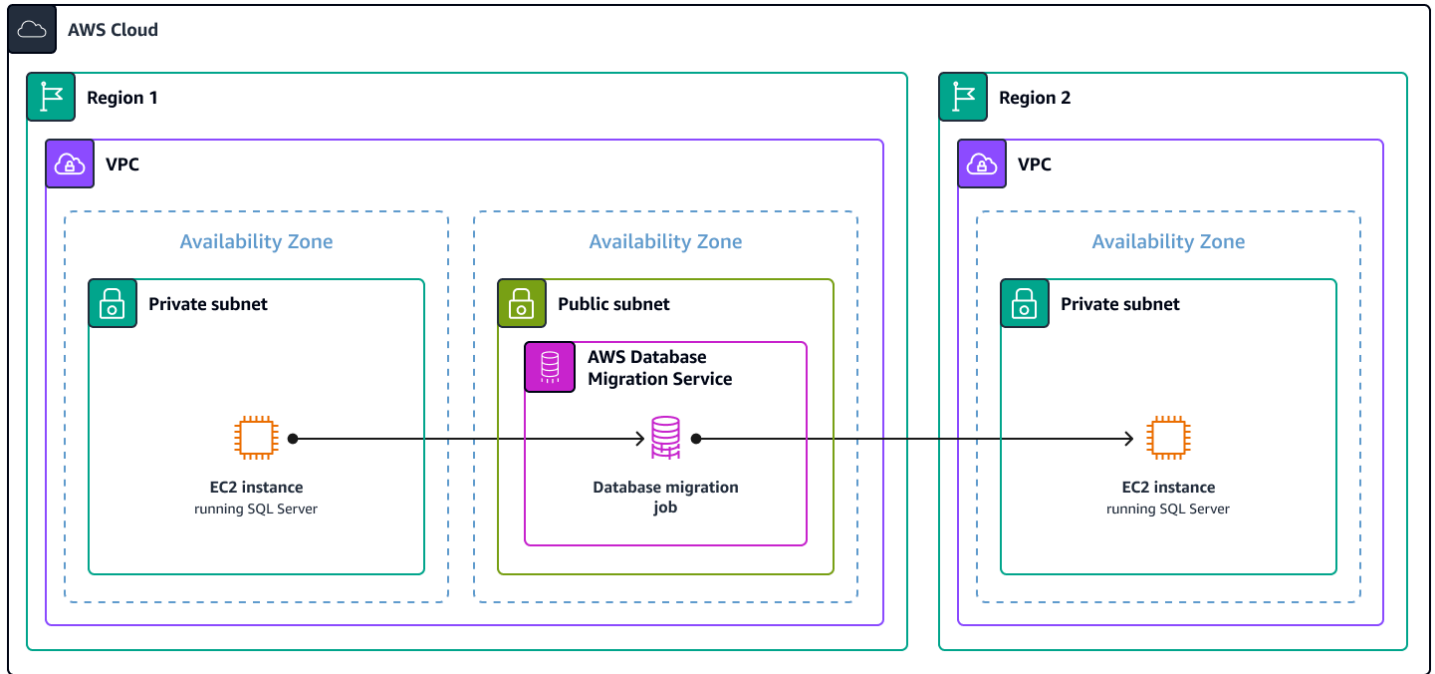 AWS Cloud
Region 1
VPC
Availability Zone
Private subnet
EC2 instance
running SQL Server
Availability Zone
Public subnet
AWS Database
Migration Service
Database migration
job
Region 2
VPC
Availability Zone
Private subnet
EC2 instance
running SQL Server